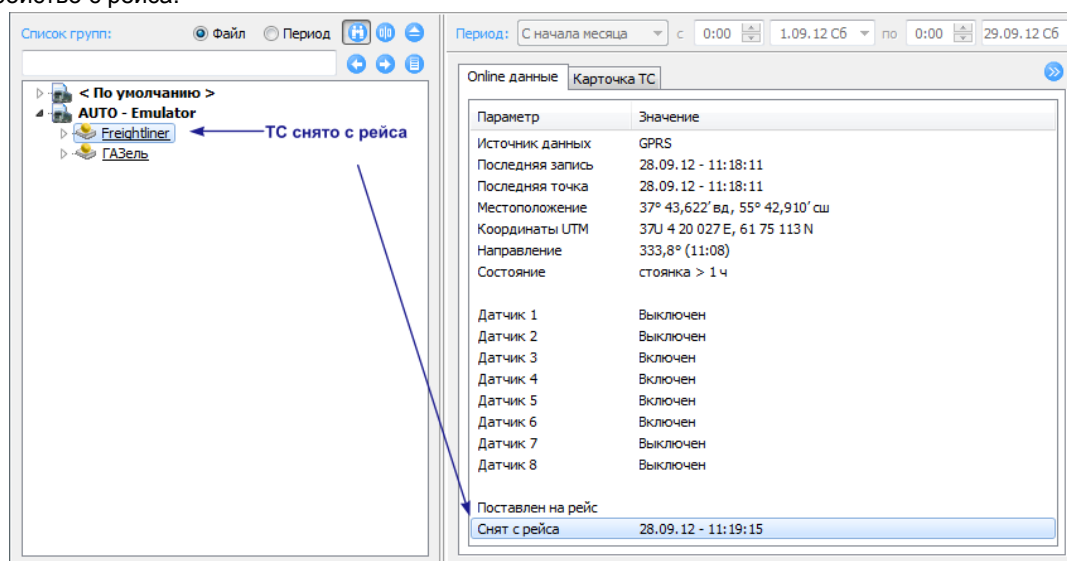 Список групп: Файл Период
< По умолчанию >
AUTO - Emulator
Freightliner
ТС снято с рейса
ГАЗель
Период: С начала месяца с 0:00 1.09.12 Сб по 0:00 29.09.12 Сб
Online данные Карточка ТС
Параметр Значение
Источник данных GPRS
Последняя запись 28.09.12 - 11:18:11
Последняя точка 28.09.12 - 11:18:11
Местоположение 37° 43,622' вд, 55° 42,910' сш
Координаты UTM 37U 4 20 027 E, 61 75 113 N
Направление 333,8° (11:08)
Состояние стоянка > 1 ч
Датчик 1 Выключен
Датчик 2 Выключен
Датчик 3 Включен
Датчик 4 Включен
Датчик 5 Включен
Датчик 6 Включен
Датчик 7 Выключен
Датчик 8 Выключен
Поставлен на рейс
Снят с рейса 28.09.12 - 11:19:15